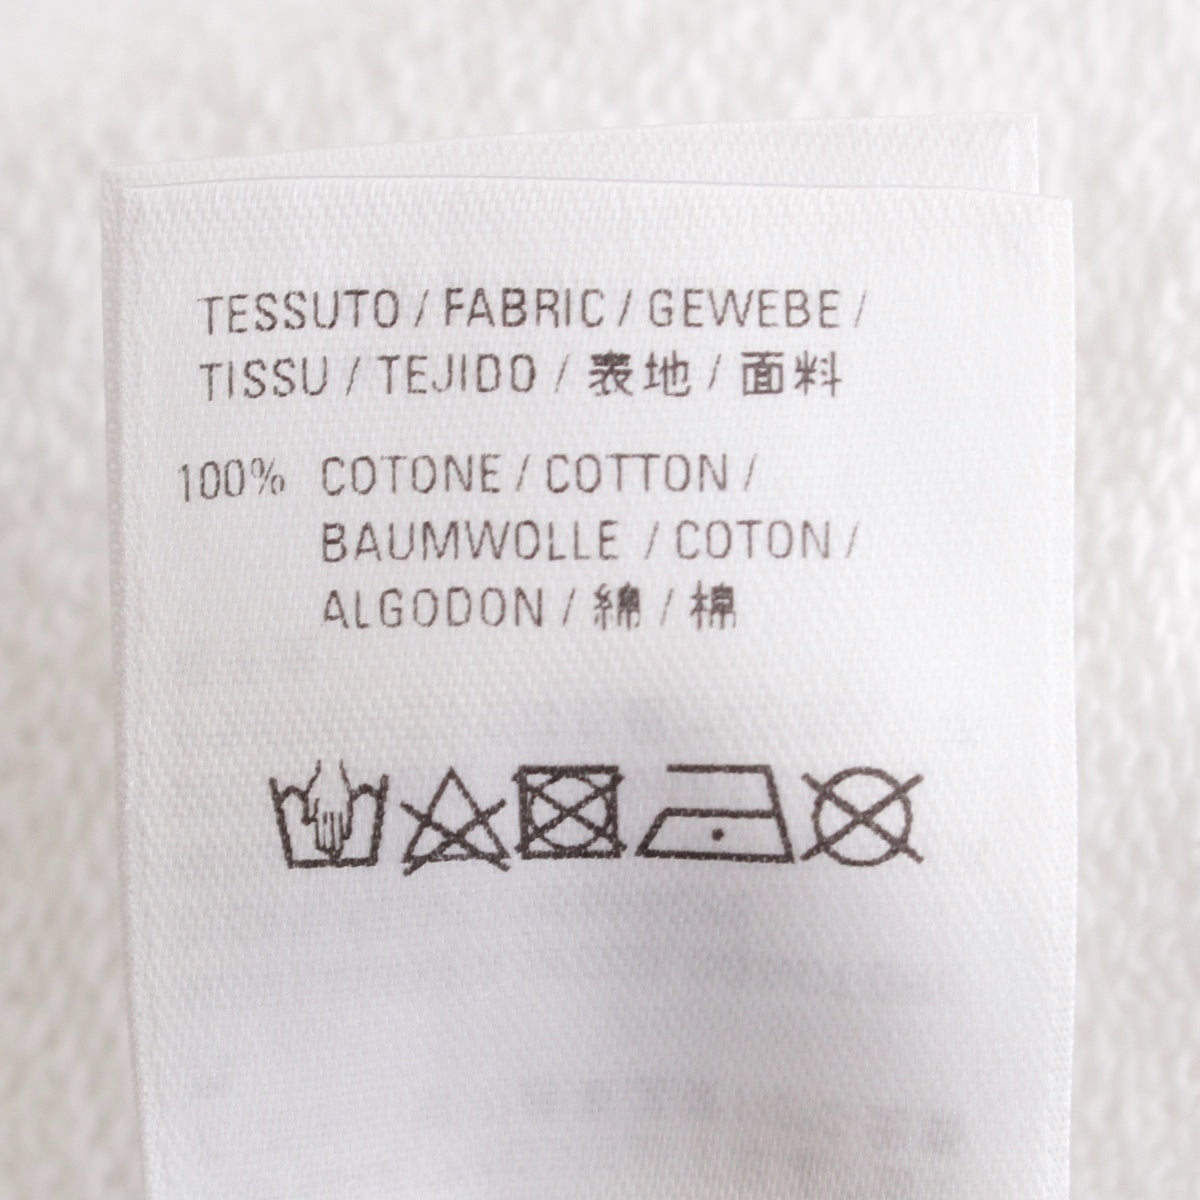 TESSUTO / FABRIC / GEWEBE /
TISSU / TEJIDO / 表地 / 面料
100% COTONE / COTTON /
BAUMWOLLE / COTON /
ALGODON / 綿 / 棉